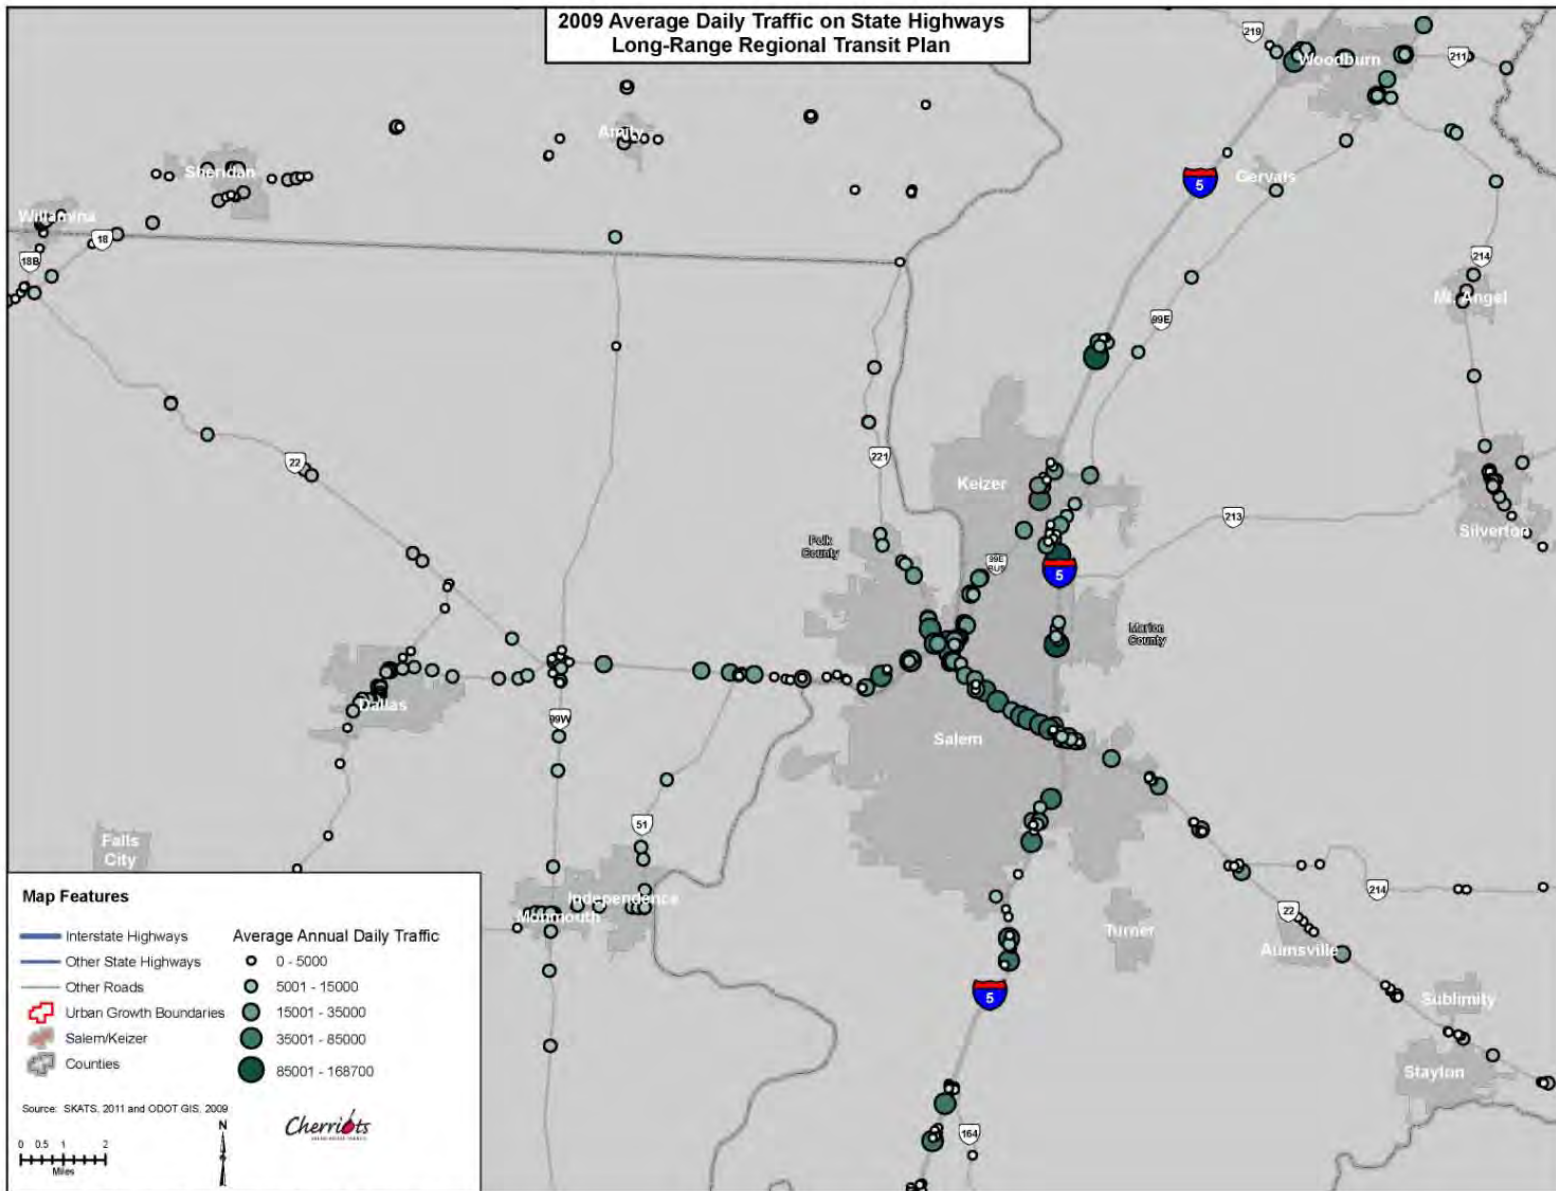 2009 Average Daily Traffic on State Highways
Long-Range Regional Transit Plan
219
Woodburn
211
Amity
Sheridan
5
Gervais
Willamina
18
18B
214
Mt. Angel
99E
221
22
Keizer
213
Silverton
Polk
County
99E
BUS
5
Marion
County
Dallas
99W
Salem
51
Falls
City
214
22
Independence
Monmouth
Turner
Aumsville
5
Sublimity
Stayton
164
Map Features
Interstate Highways
Other State Highways
Other Roads
Urban Growth Boundaries
Salem/Keizer
Counties
Average Annual Daily Traffic
0 - 5000
5001 - 15000
15001 - 35000
35001 - 85000
85001 - 168700
Source: SKATS, 2011 and ODOT GIS, 2009
N
Cherriots
0 0.5 1 2
Miles